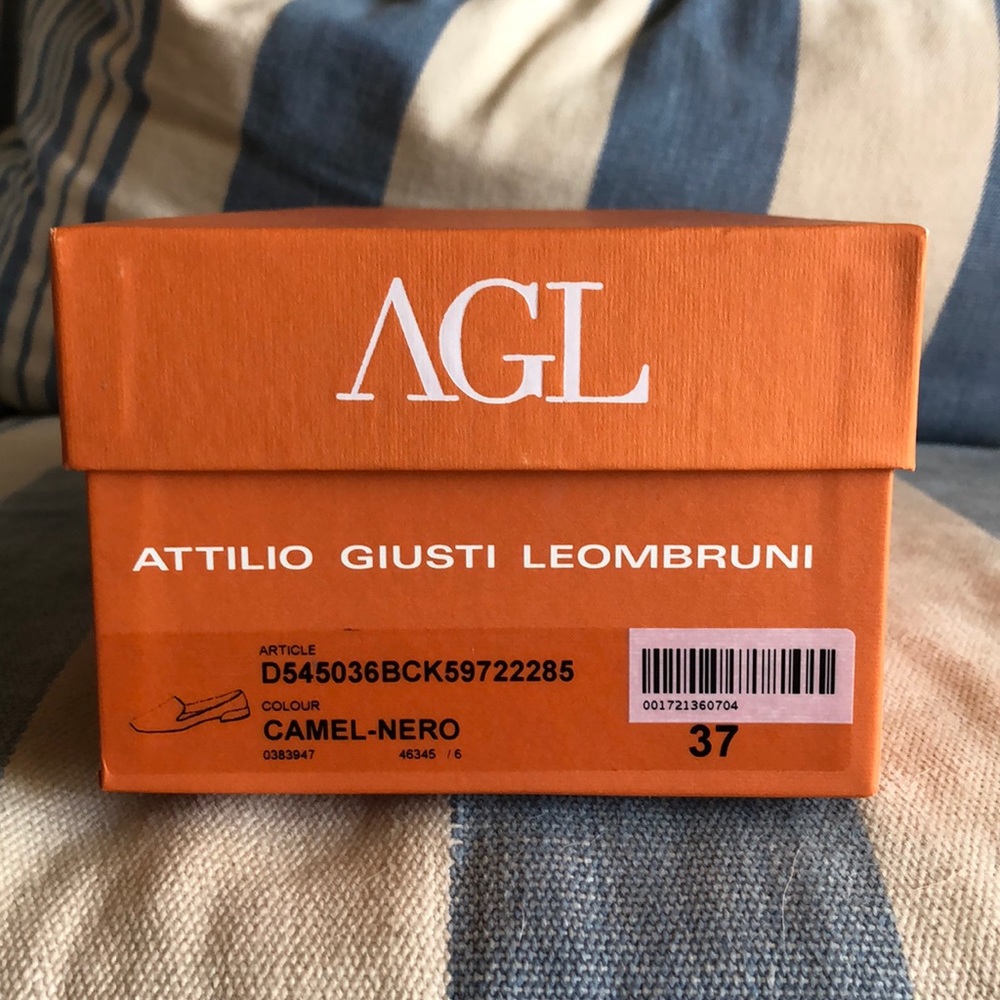 AGL
ATTILIO GIUSTI LEOMBRUNI
ARTICLE
D545036BCK59722285
COLOUR
CAMEL-NERO
0383947 46345 / 6
001721360704
37